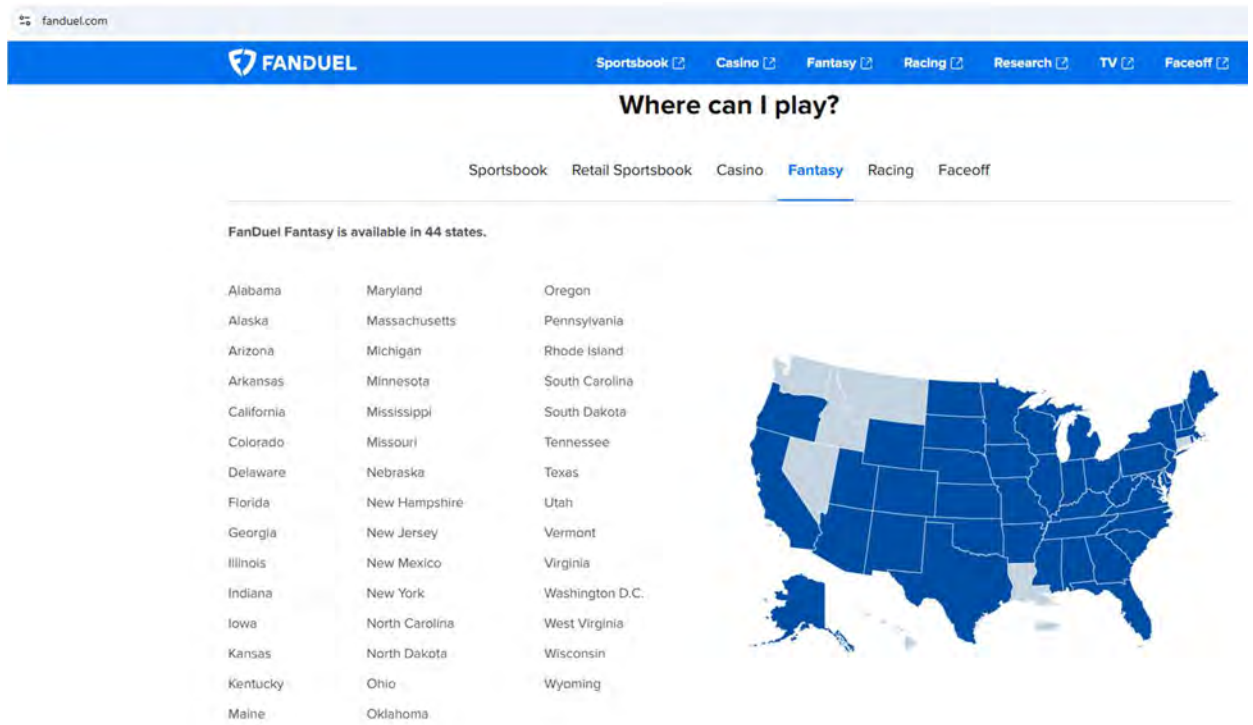 fanduel.com
FANDUEL Sportsbook Casino Fantasy Racing Research TV Faceoff
Where can I play?
Sportsbook Retail Sportsbook Casino Fantasy Racing Faceoff
FanDuel Fantasy is available in 44 states.
Alabama Maryland Oregon
Alaska Massachusetts Pennsylvania
Arizona Michigan Rhode Island
Arkansas Minnesota South Carolina
California Mississippi South Dakota
Colorado Missouri Tennessee
Delaware Nebraska Texas
Florida New Hampshire Utah
Georgia New Jersey Vermont
Illinois New Mexico Virginia
Indiana New York Washington D.C.
Iowa North Carolina West Virginia
Kansas North Dakota Wisconsin
Kentucky Ohio Wyoming
Maine Oklahoma